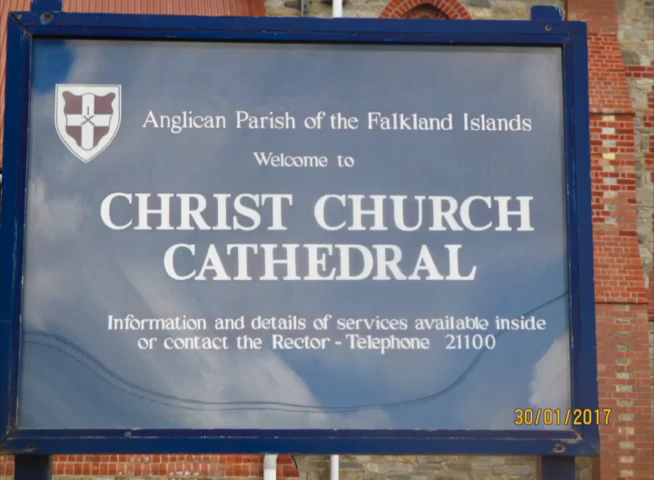 Anglican Parish of the Falkland Islands
Welcome to
CHRIST CHURCH
CATHEDRAL
Information and details of services available inside
or contact the Rector - Telephone 21100
30/01/2017